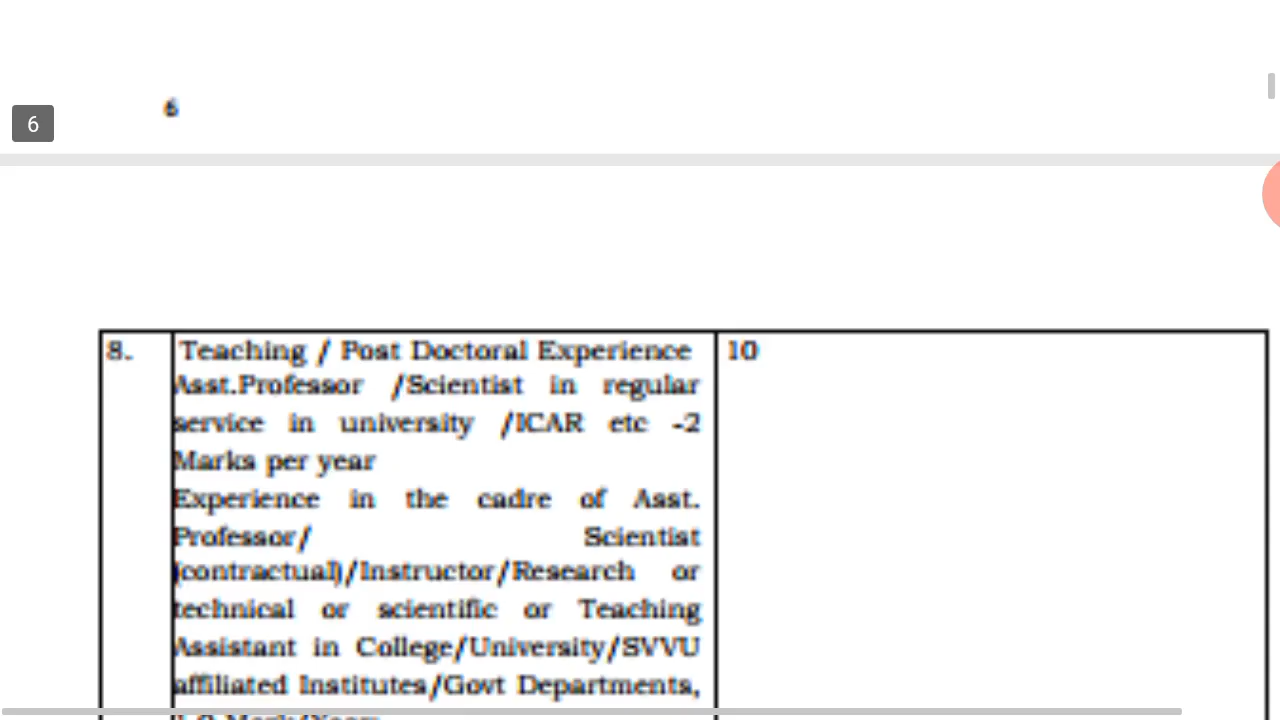 6
6
8.
Teaching / Post Doctoral Experience
10
Asst.Professor /Scientist in regular
service in university /ICAR etc -2
Marks per year
Experience in the cadre of Asst.
Professor/ Scientist
(contractual)/Instructor/Research or
technical or scientific or Teaching
Assistant in College/University/SVVU
affiliated Institutes/Govt Departments,